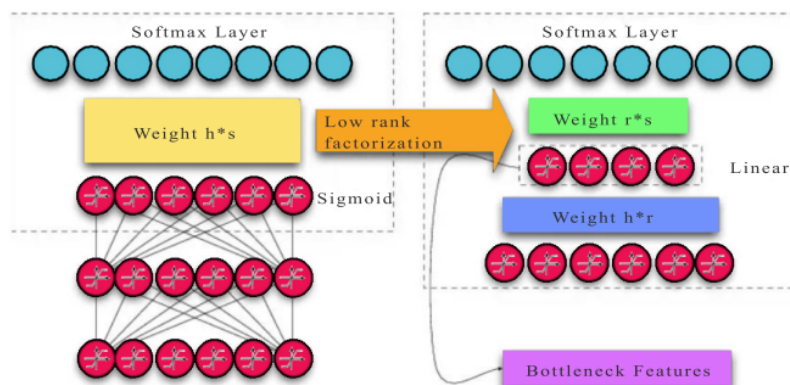 Softmax Layer
Softmax Layer
Weight h*s
Low rank
factorization
Weight r*s
Sigmoid
Linear
Weight h*r
Bottleneck Features